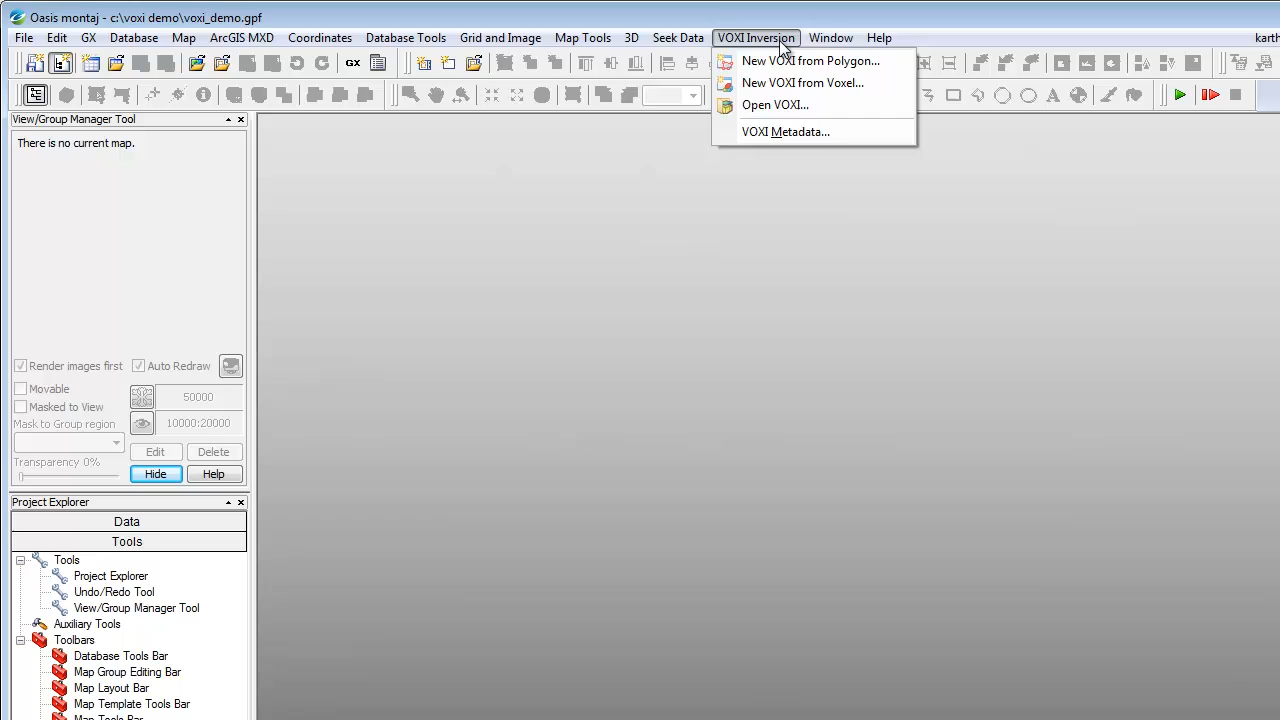 Oasis montaj - c:\voxi demo\voxi_demo.gpf
File Edit GX Database Map ArcGIS MXD Coordinates Database Tools Grid and Image Map Tools 3D Seek Data VOXI Inversion Window Help karth
GX
New VOXI from Polygon...
New VOXI from Voxel...
Open VOXI...
VOXI Metadata...
View/Group Manager Tool
There is no current map.
Render images first Auto Redraw
Movable
50000
Masked to View
Mask to Group region
10000:20000
Edit Delete
Transparency 0%
Hide Help
Project Explorer
Data
Tools
Tools
Project Explorer
Undo/Redo Tool
View/Group Manager Tool
Auxiliary Tools
Toolbars
Database Tools Bar
Map Group Editing Bar
Map Layout Bar
Map Template Tools Bar
Map Tools Bar